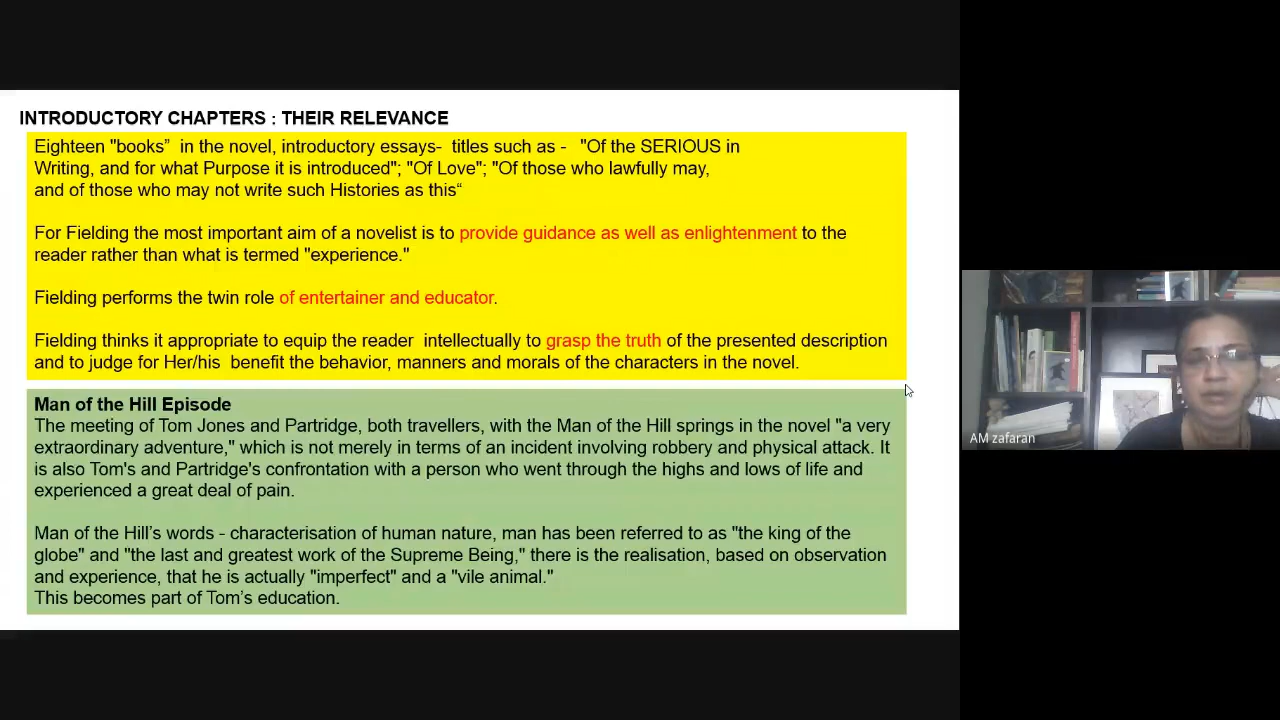 INTRODUCTORY CHAPTERS : THEIR RELEVANCE
Eighteen "books” in the novel, introductory essays- titles such as - "Of the SERIOUS in
Writing, and for what Purpose it is introduced"; "Of Love"; "Of those who lawfully may,
and of those who may not write such Histories as this“
For Fielding the most important aim of a novelist is to provide guidance as well as enlightenment to the
reader rather than what is termed "experience."
Fielding performs the twin role of entertainer and educator.
Fielding thinks it appropriate to equip the reader intellectually to grasp the truth of the presented description
and to judge for Her/his benefit the behavior, manners and morals of the characters in the novel.
Man of the Hill Episode
The meeting of Tom Jones and Partridge, both travellers, with the Man of the Hill springs in the novel "a very
extraordinary adventure," which is not merely in terms of an incident involving robbery and physical attack. It
is also Tom's and Partridge's confrontation with a person who went through the highs and lows of life and
experienced a great deal of pain.
Man of the Hill’s words - characterisation of human nature, man has been referred to as "the king of the
globe" and "the last and greatest work of the Supreme Being," there is the realisation, based on observation
and experience, that he is actually "imperfect" and a "vile animal."
This becomes part of Tom’s education.
AM zafaran